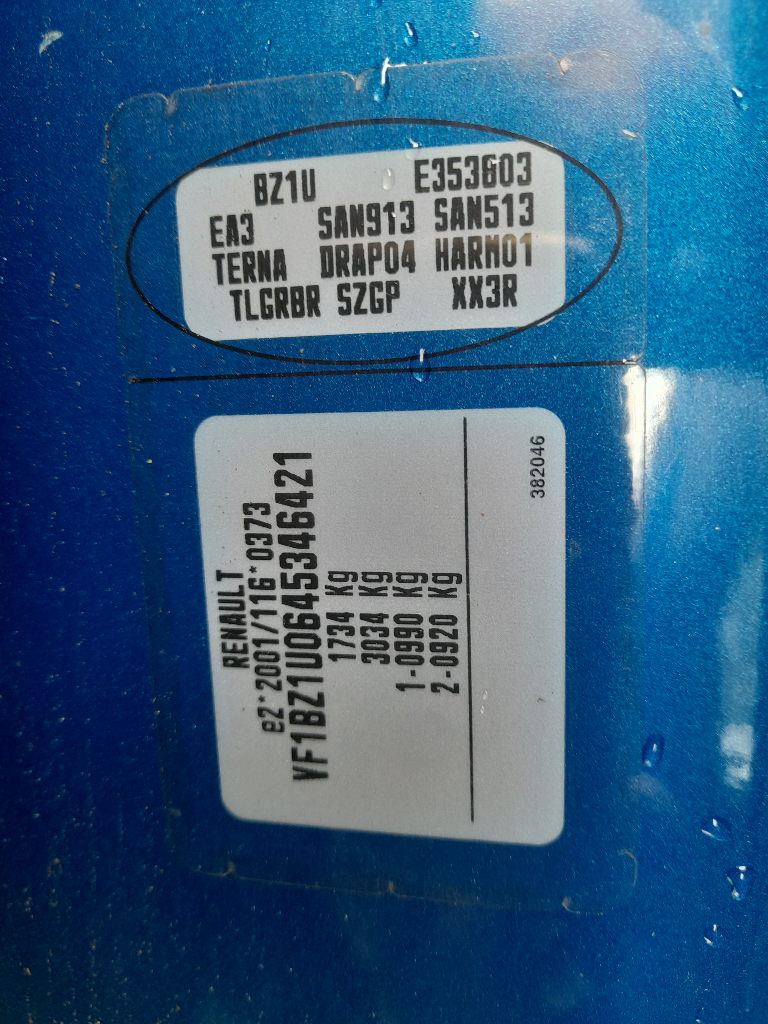 BZ1U E353803
EA3 SAN913 SAN513
TERNA DRAP04 HARM01
TLGRBR SZGP XX3R
RENAULT
e2*2001/116*0373
VF1BZ1U0645346421
1734 Kg
3034 Kg
1-0990 Kg
2-0920 Kg
382046